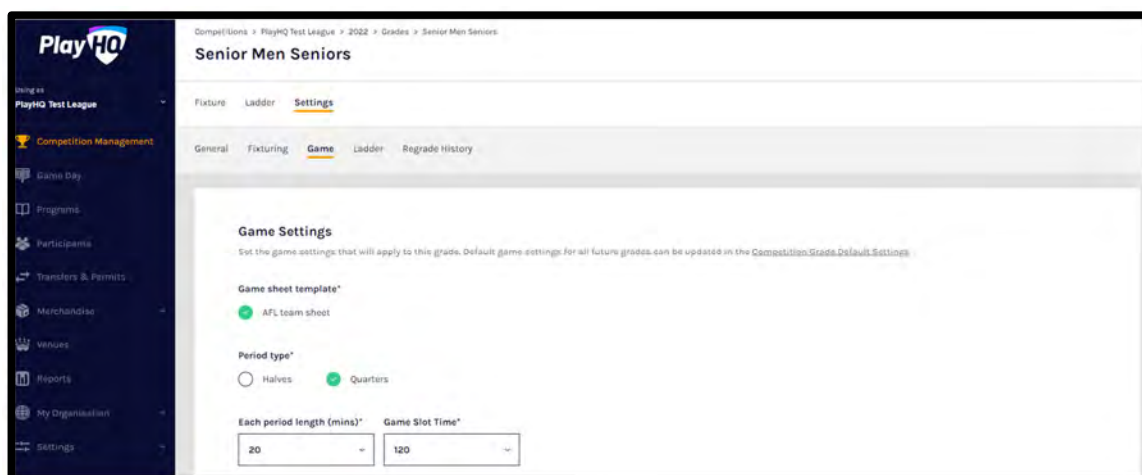 PlayHQ
Using as
PlayHQ Test League
Competition Management
Game Day
Programs
Participants
Transfers & Permits
Merchandise
Venues
Reports
My Organisation
Settings
Competitions > PlayHQ Test League > 2022 > Grades > Senior Men Seniors
Senior Men Seniors
Fixture Ladder Settings
General Fixturing Game Ladder Regrade History
Game Settings
Set the game settings that will apply to this grade. Default game settings for all future grades can be updated in the Competition Grade Default Settings
Game sheet template*
AFL team sheet
Period type*
Halves Quarters
Each period length (mins)* Game Slot Time*
20 120